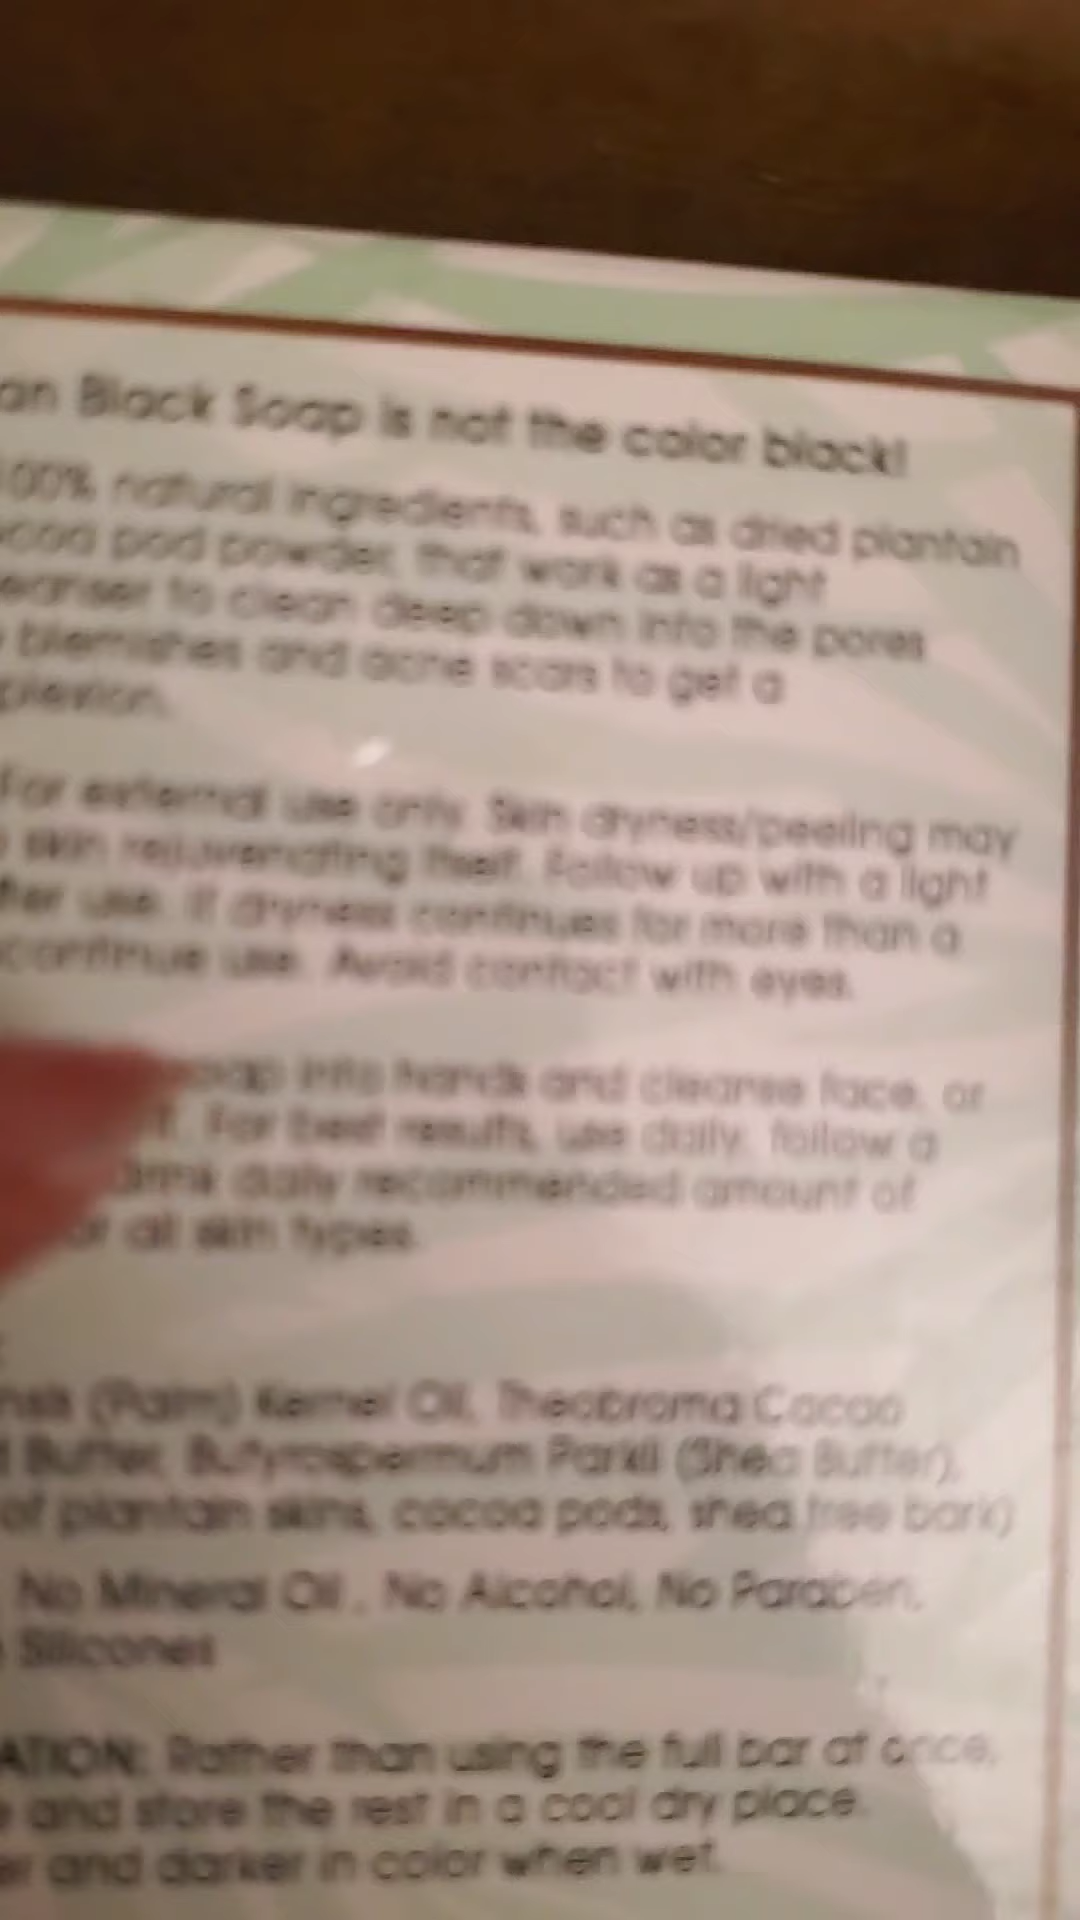 an Black Soap is not the color black!
100% natural ingredients, such as dried plantain
cocoa pod powder, that work as a light
eanser to clean deep down into the pores
blemishes and acne scars to get a
plexion.
For external use only. Skin dryness/peeling may
skin rejuvenating itself. Follow up with a light
fter use. If dryness continues for more than a
continue use. Avoid contact with eyes.
oap into hands and cleanse face, or
t. For best results, use daily, follow a
drink daily recommended amount of
or all skin types.
(Palm) Kernel Oil, Theobroma Cacao
Butter, Butyrospermum Parkii (Shea Butter),
of plantain skins, cocoa pods, shea tree bark)
No Mineral Oil, No Alcohol, No Paraben,
Silicones
ATION: Rather than using the full bar at once,
and store the rest in a cool dry place.
er and darker in color when wet.